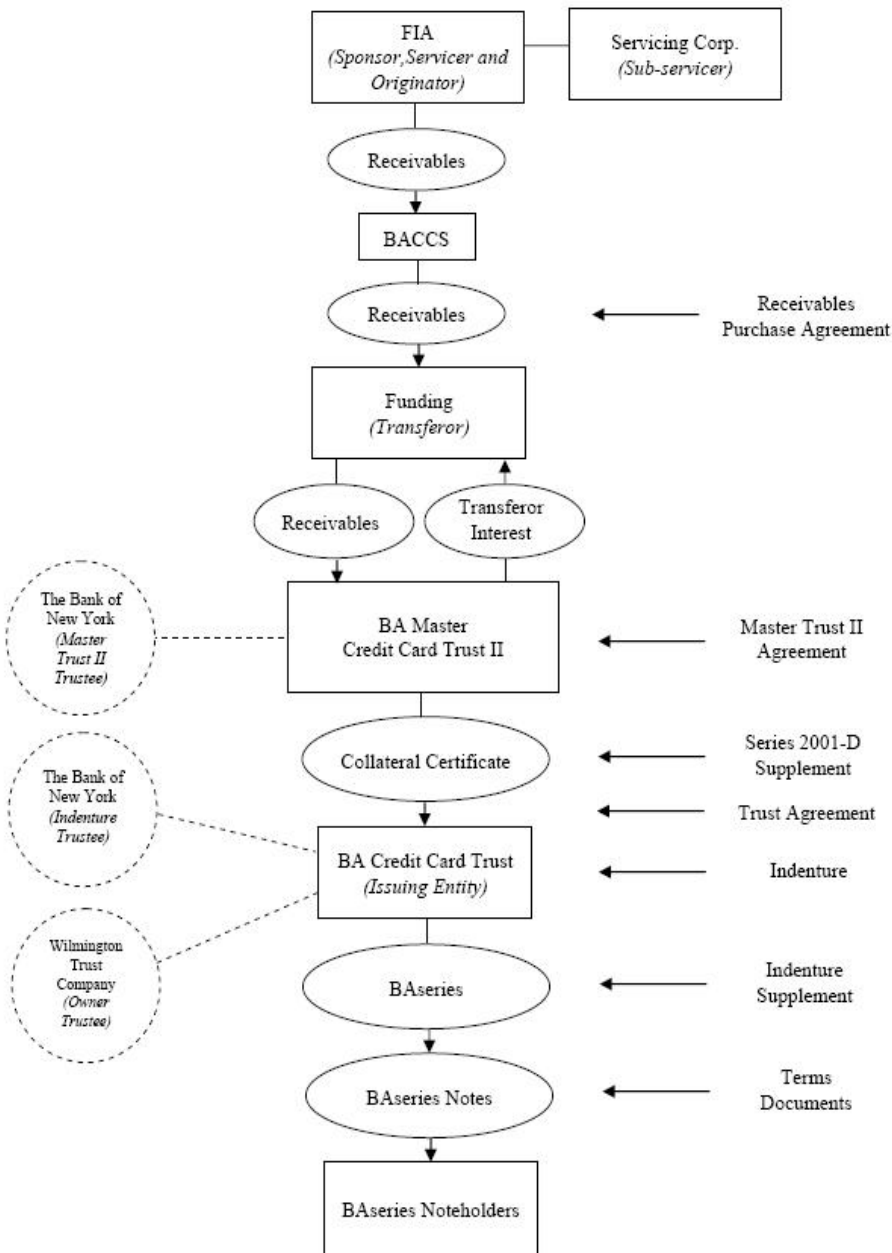 FIA
(Sponsor,Servicer and
Originator)
Servicing Corp.
(Sub-servicer)
Receivables
BACCS
Receivables
Receivables
Purchase Agreement
Funding
(Transferor)
Receivables
Transferor
Interest
The Bank of
New York
(Master
Trust II
Trustee)
BA Master
Credit Card Trust II
Master Trust II
Agreement
Collateral Certificate
Series 2001-D
Supplement
The Bank of
New York
(Indenture
Trustee)
Trust Agreement
BA Credit Card Trust
(Issuing Entity)
Indenture
Wilmington
Trust
Company
(Owner
Trustee)
BAseries
Indenture
Supplement
BAseries Notes
Terms
Documents
BAseries Noteholders